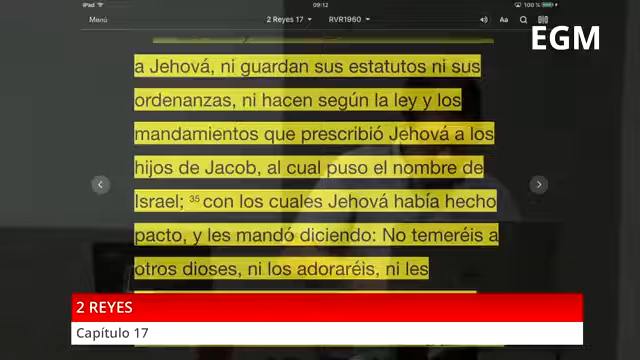 iPad
09:12
100 %
Menú
2 Reyes 17
RVR1960
Aa
EGM
a Jehová, ni guardan sus estatutos ni sus
ordenanzas, ni hacen según la ley y los
mandamientos que prescribió Jehová a los
hijos de Jacob, al cual puso el nombre de
Israel; 35 con los cuales Jehová había hecho
pacto, y les mandó diciendo: No temeréis a
otros dioses, ni los adoraréis, ni les
2 REYES
Capítulo 17